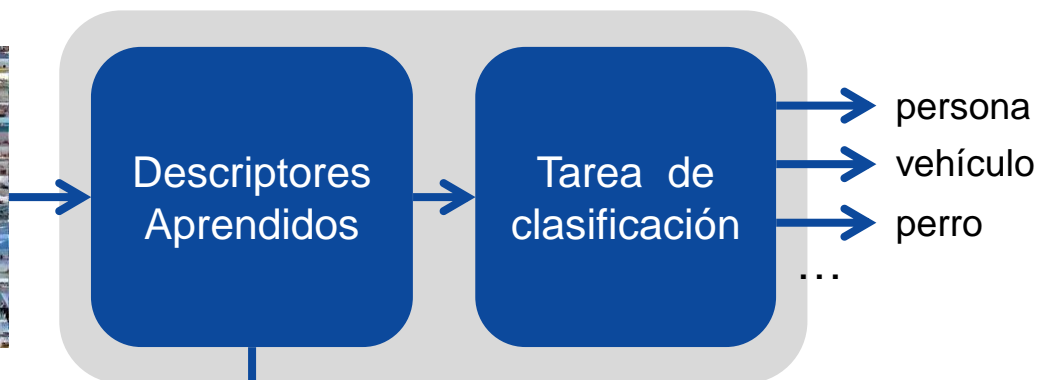 Descriptores
Aprendidos
Tarea de
clasificación
persona
vehículo
perro
...